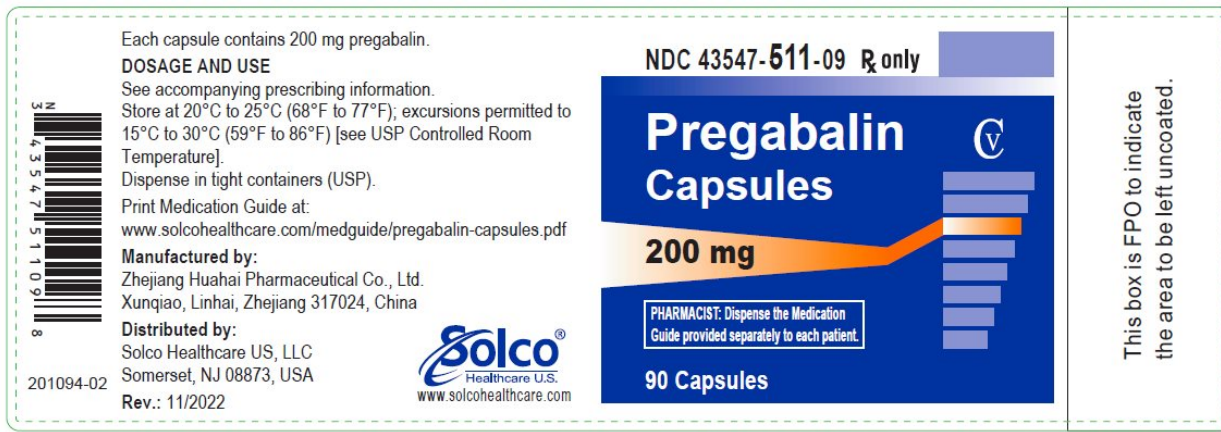 Each capsule contains 200 mg pregabalin.
DOSAGE AND USE
See accompanying prescribing information.
Store at 20°C to 25°C (68°F to 77°F); excursions permitted to
15°C to 30°C (59°F to 86°F) [see USP Controlled Room
Temperature].
Dispense in tight containers (USP).
Print Medication Guide at:
www.solcohealthcare.com/medguide/pregabalin-capsules.pdf
Manufactured by:
Zhejiang Huahai Pharmaceutical Co., Ltd.
Xunqiao, Linhai, Zhejiang 317024, China
Distributed by:
Solco Healthcare US, LLC
Somerset, NJ 08873, USA
Rev.: 11/2022
N
3 43547 51109 8
201094-02
Solco®
Healthcare U.S.
www.solcohealthcare.com
NDC 43547-511-09 ℞ only
Pregabalin
Capsules
CV
200 mg
PHARMACIST: Dispense the Medication
Guide provided separately to each patient.
90 Capsules
This box is FPO to indicate
the area to be left uncoated.